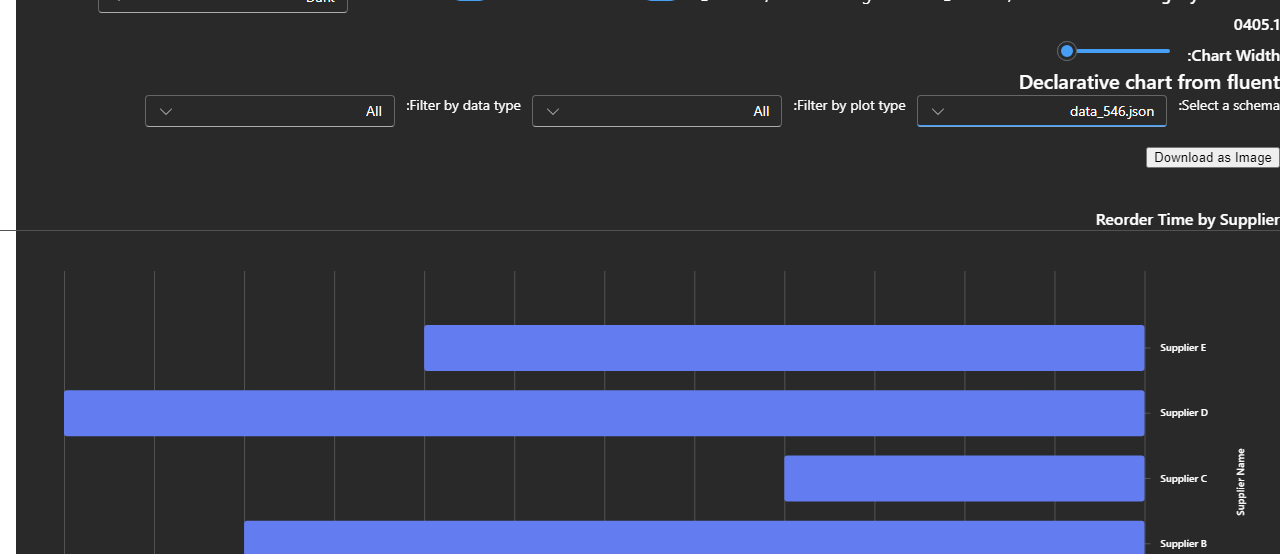 0405.1
:Chart Width
Declarative chart from fluent
:Select a schema
data_546.json
:Filter by plot type
All
:Filter by data type
All
Download as Image
Reorder Time by Supplier
Supplier E
Supplier D
Supplier C
Supplier B
Supplier Name